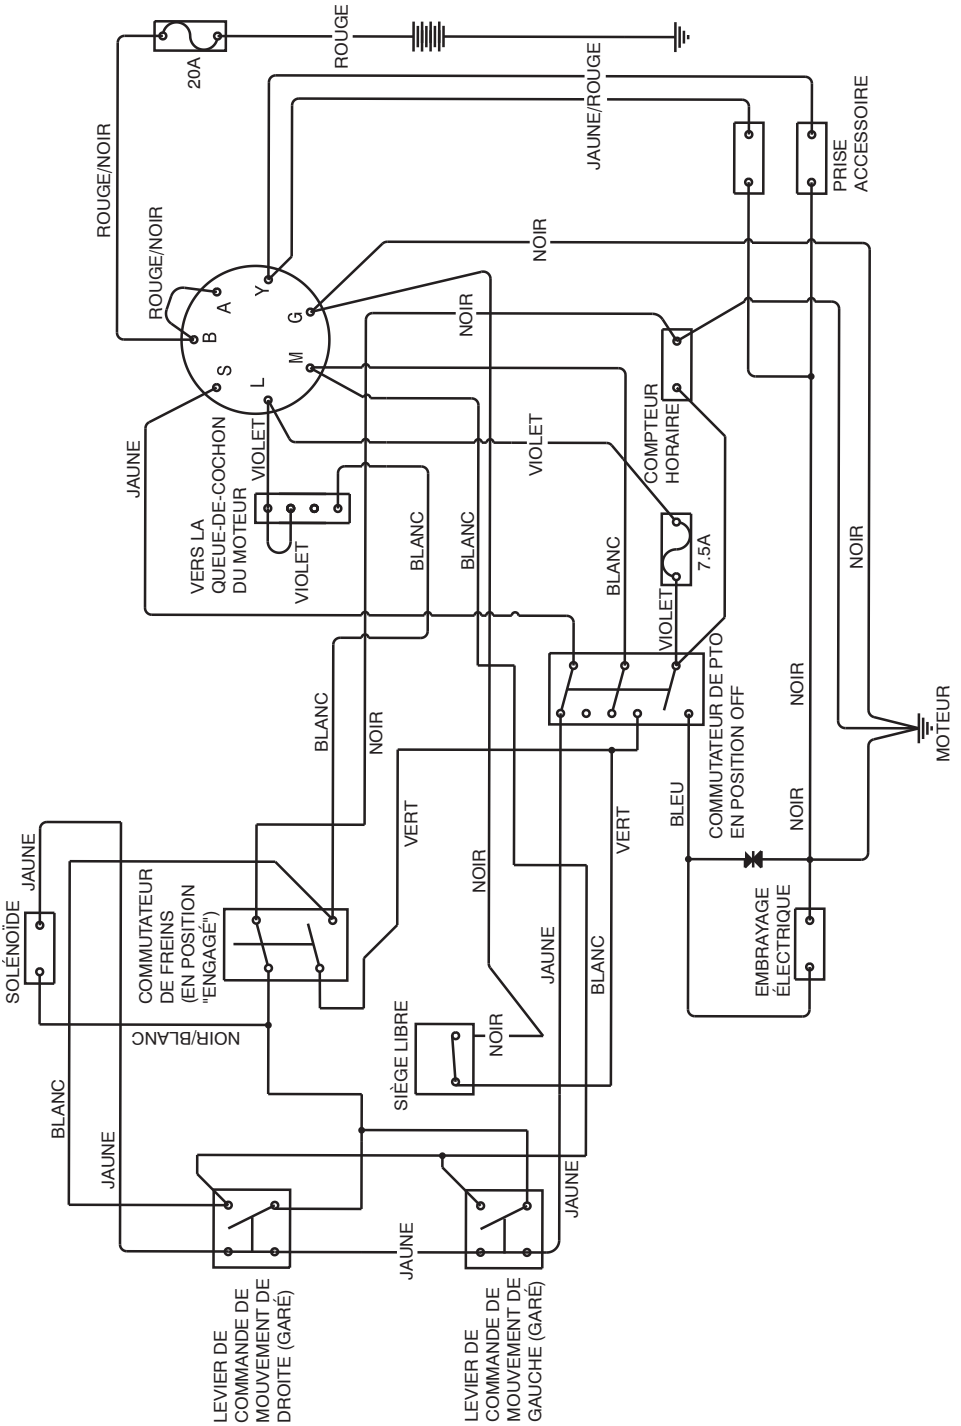 ROUGE
20A
ROUGE/NOIR
JAUNE/ROUGE
PRISE
ACCESSOIRE
ROUGE/NOIR
NOIR
A
Y
B
G
S
M
L
NOIR
JAUNE
VIOLET
VERS LA
QUEUE-DE-COCHON
DU MOTEUR
VIOLET
COMPTEUR
HORAIRE
VIOLET
BLANC
BLANC
BLANC
7.5A
NOIR
VIOLET
COMMUTATEUR DE PTO
EN POSITION OFF
BLANC
NOIR
NOIR
MOTEUR
VERT
VERT
BLEU
NOIR
SOLÉNOÏDE
JAUNE
COMMUTATEUR
DE FREINS
(EN POSITION
"ENGAGÉ")
NOIR
JAUNE
BLANC
EMBRAYAGE
ÉLECTRIQUE
NOIR/BLANC
SIÈGE LIBRE
NOIR
BLANC
JAUNE
JAUNE
JAUNE
LEVIER DE
COMMANDE DE
MOUVEMENT DE
DROITE (GARÉ)
LEVIER DE
COMMANDE DE
MOUVEMENT DE
GAUCHE (GARÉ)